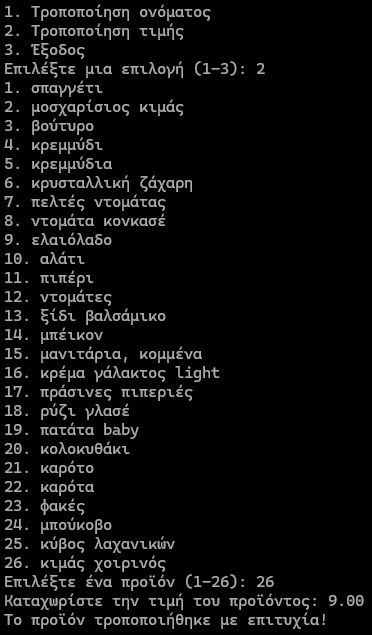 1. Τροποποίηση ονόματος
2. Τροποποίηση τιμής
3. Έξοδος
Επιλέξτε μια επιλογή (1-3): 2
1. σπαγγέτι
2. μοσχαρίσιος κιμάς
3. βούτυρο
4. κρεμμύδι
5. κρεμμύδια
6. κρυσταλλική ζάχαρη
7. πελτές ντομάτας
8. ντομάτα κονκασέ
9. ελαιόλαδο
10. αλάτι
11. πιπέρι
12. ντομάτες
13. ξίδι βαλσάμικο
14. μπέικον
15. μανιτάρια, κομμένα
16. κρέμα γάλακτος light
17. πράσινες πιπεριές
18. ρύζι γλασέ
19. πατάτα baby
20. κολοκυθάκι
21. καρότο
22. καρότα
23. φακές
24. μπούκοβο
25. κύβος λαχανικών
26. κιμάς χοιρινός
Επιλέξτε ένα προϊόν (1-26): 26
Καταχωρίστε την τιμή του προϊόντος: 9.00
Το προϊόν τροποποιήθηκε με επιτυχία!